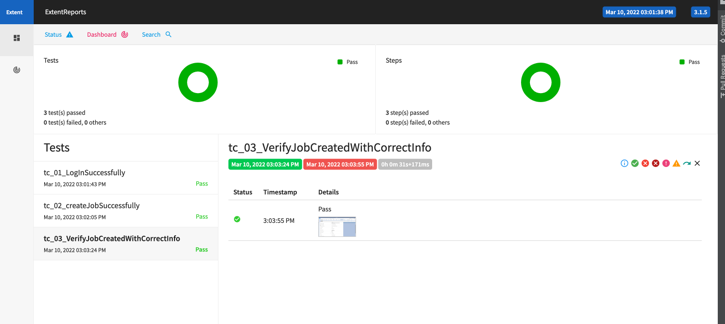 Extent
ExtentReports
Mar 10, 2022 03:01:38 PM
3.1.5
Status
Dashboard
Search
Tests
Pass
3 test(s) passed
0 test(s) failed, 0 others
Steps
Pass
3 step(s) passed
0 step(s) failed, 0 others
Tests
tc_01_LogInSuccessfully
Mar 10, 2022 03:01:43 PM
Pass
tc_02_createJobSuccessfully
Mar 10, 2022 03:02:05 PM
Pass
tc_03_VerifyJobCreatedWithCorrectInfo
Mar 10, 2022 03:03:24 PM
Pass
tc_03_VerifyJobCreatedWithCorrectInfo
Mar 10, 2022 03:03:24 PM
Mar 10, 2022 03:03:55 PM
0h 0m 31s+171ms
Status
Timestamp
Details
3:03:55 PM
Pass
Commit
Pull Requests